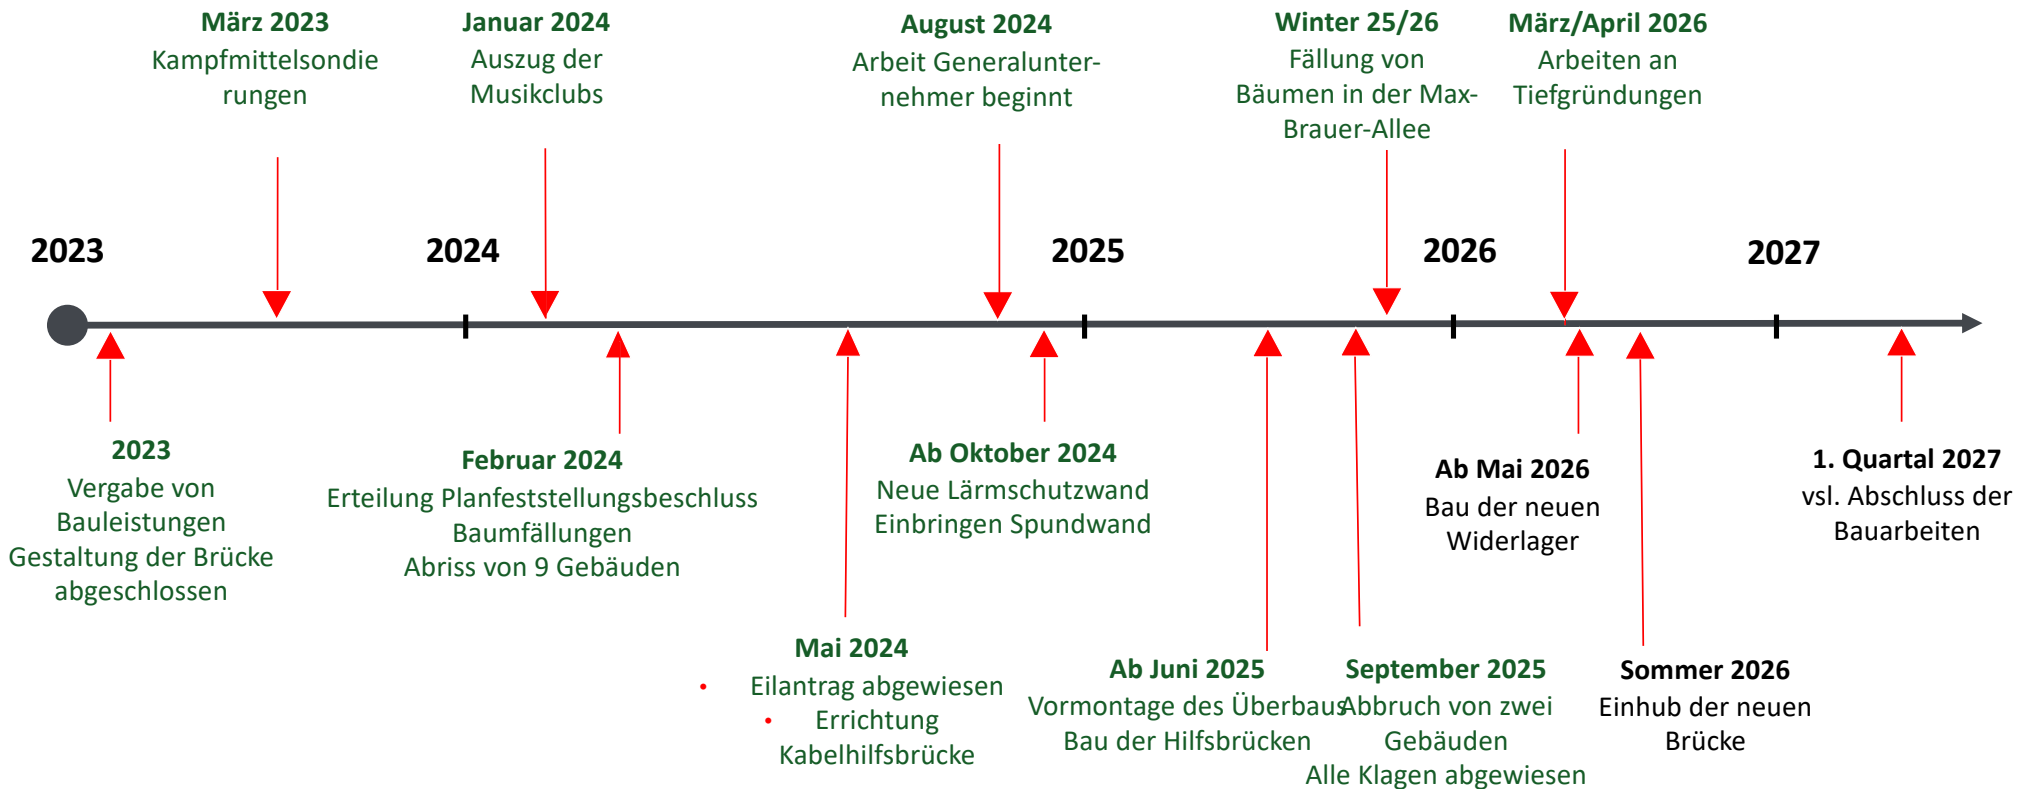 März 2023
Kampfmittelsondie
rungen
Januar 2024
Auszug der
Musikclubs
August 2024
Arbeit Generalunter-
nehmer beginnt
Winter 25/26
Fällung von
Bäumen in der Max-
Brauer-Allee
März/April 2026
Arbeiten an
Tiefgründungen
2023
2024
2025
2026
2027
2023
Vergabe von
Bauleistungen
Gestaltung der Brücke
abgeschlossen
Februar 2024
Erteilung Planfeststellungsbeschluss
Baumfällungen
Abriss von 9 Gebäuden
Mai 2024
• Eilantrag abgewiesen
• Errichtung
Kabelhilfsbrücke
Ab Oktober 2024
Neue Lärmschutzwand
Einbringen Spundwand
Ab Juni 2025
Vormontage des Überbaus
Bau der Hilfsbrücken
September 2025
Abbruch von zwei
Gebäuden
Alle Klagen abgewiesen
Ab Mai 2026
Bau der neuen
Widerlager
Sommer 2026
Einhub der neuen
Brücke
1. Quartal 2027
vsl. Abschluss der
Bauarbeiten